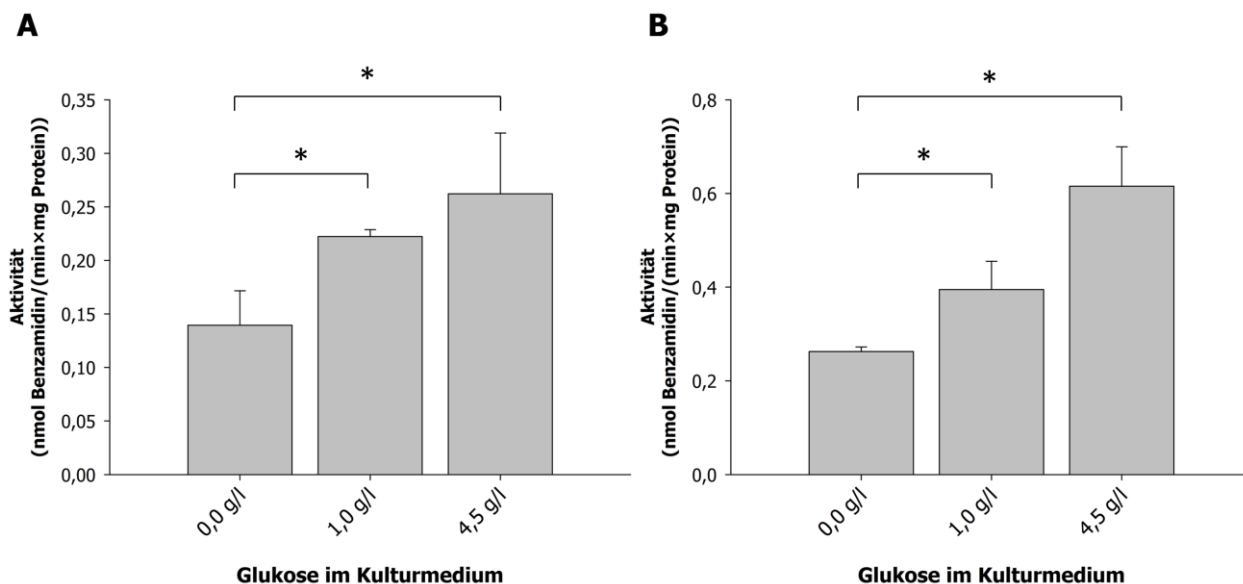 A
Aktivität
(nmol Benzamidin/(min×mg Protein))
0,35
0,30
0,25
0,20
0,15
0,10
0,05
0,00
*
*
0,0 g/l
1,0 g/l
4,5 g/l
Glukose im Kulturmedium
B
Aktivität
(nmol Benzamidin/(min×mg Protein))
0,8
0,6
0,4
0,2
0,0
*
*
0,0 g/l
1,0 g/l
4,5 g/l
Glukose im Kulturmedium